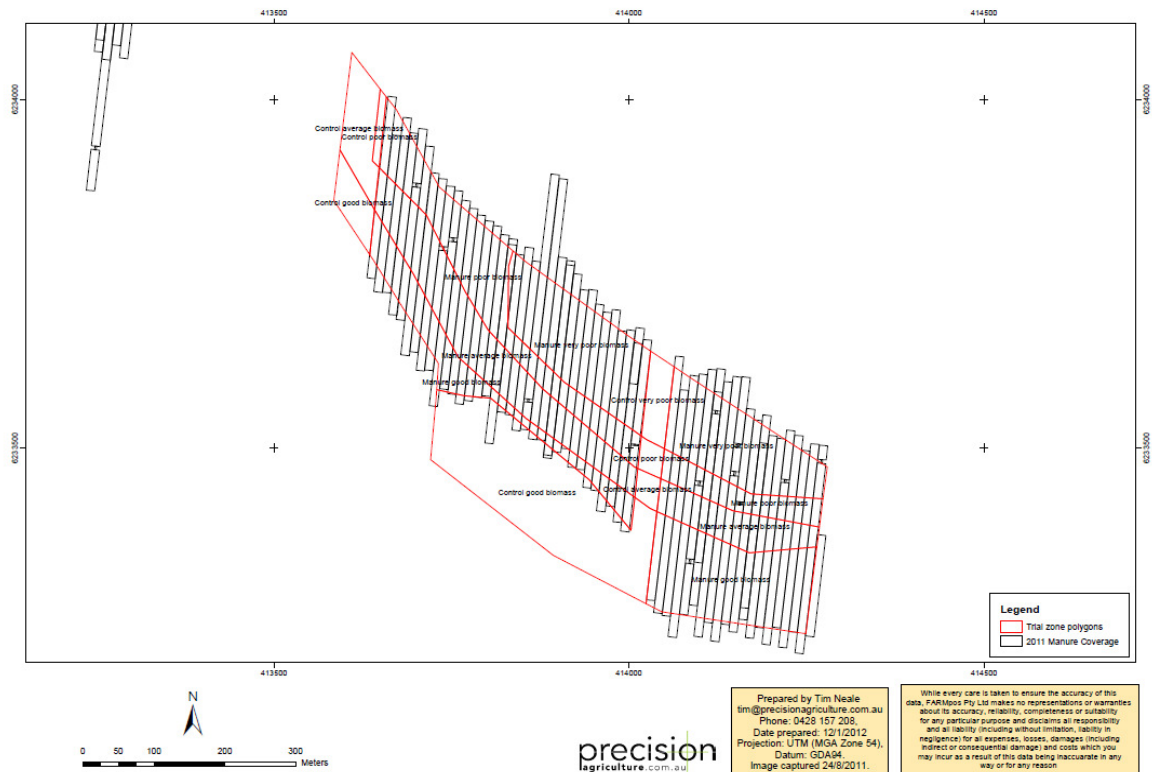 413500 414000 414500
6234000 6234000
Control average biomass
Control poor biomass
Control good biomass
Manure poor biomass
Manure very poor biomass
Manure average biomass
Manure good biomass
Control very poor biomass
Manure very poor biomass
6233500 6233500
Control poor biomass
Control average biomass
Control good biomass
Manure poor biomass
Manure average biomass
Manure good biomass
Legend
Trial zone polygons
2011 Manure Coverage
413500 414000 414500
N
0 50 100 200 300
Meters
precision
agriculture.com.au
Prepared by Tim Neale
tim@precisionagriculture.com.au
Phone: 0428 157 208,
Date prepared: 12/1/2012
Projection: UTM (MGA Zone 54),
Datum: GDA94.
Image captured 24/8/2011.
While every care is taken to ensure the accuracy of this
data, FARMpos Pty Ltd makes no representations or warranties
about its accuracy, reliability, completeness or suitability
for any particular purpose and disclaims all responsibility
and all liability (including without limitation, liability in
negligence) for all expenses, losses, damages (including
indirect or consequential damage) and costs which you
may incur as a result of this data being inaccurate in any
way or for any reason